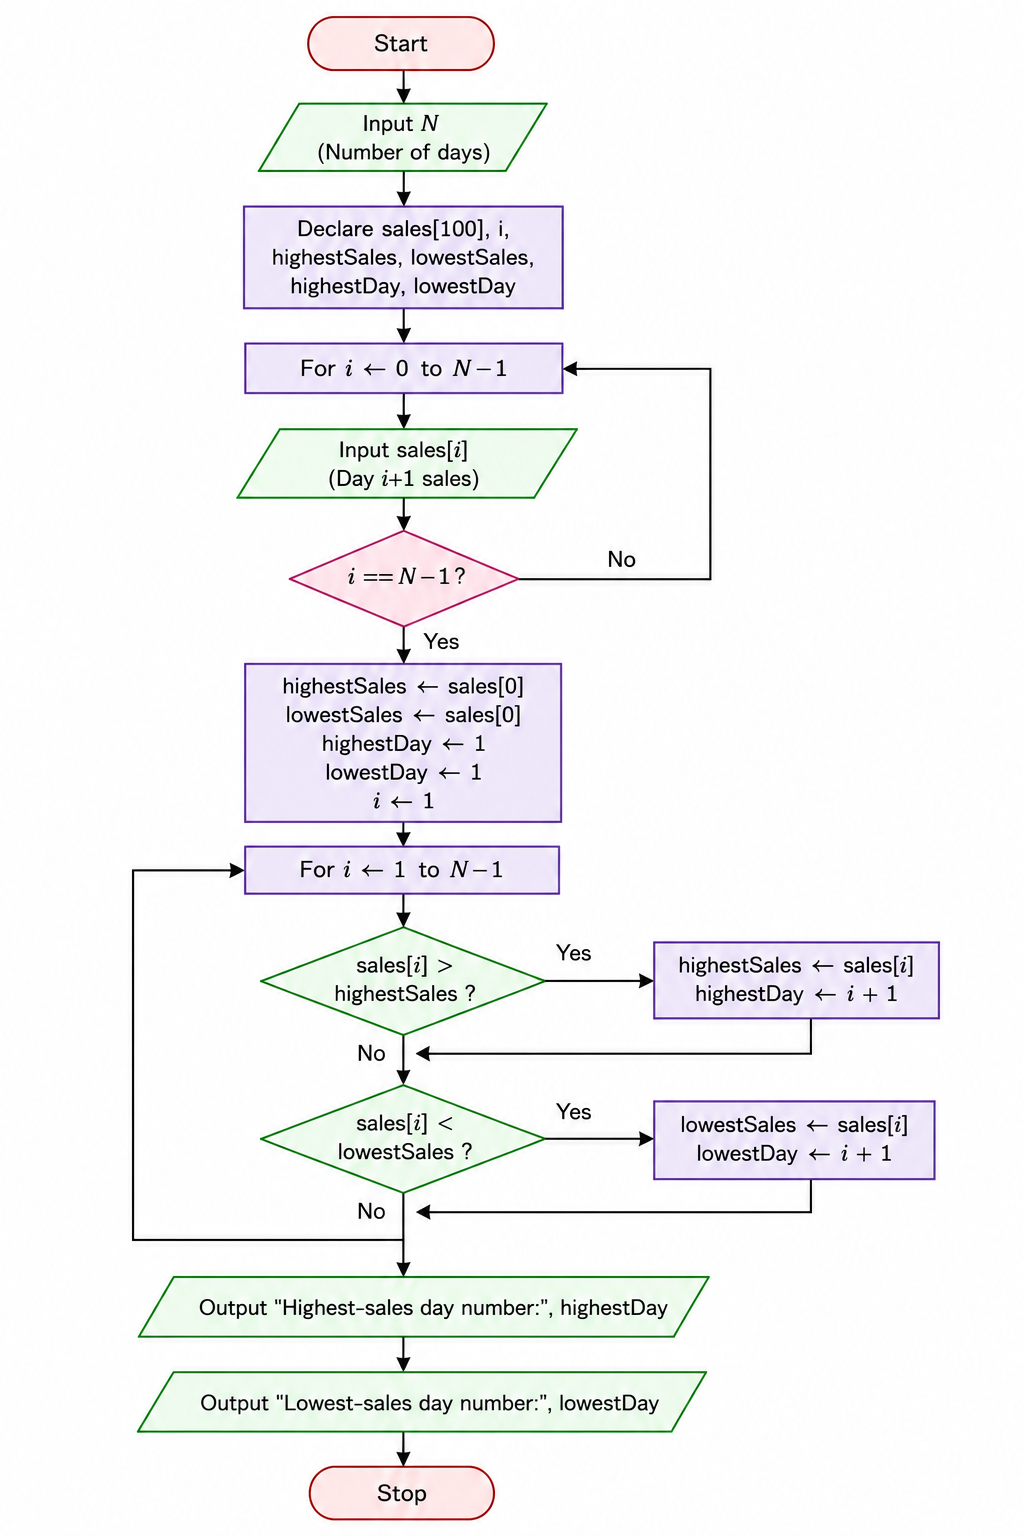 Start
Input N
(Number of days)
Declare sales[100], i,
highestSales, lowestSales,
highestDay, lowestDay
For i ← 0 to N−1
Input sales[i]
(Day i+1 sales)
i == N−1?
No
Yes
highestSales ← sales[0]
lowestSales ← sales[0]
highestDay ← 1
lowestDay ← 1
i ← 1
For i ← 1 to N−1
sales[i] >
highestSales ?
Yes
highestSales ← sales[i]
highestDay ← i + 1
No
sales[i] <
lowestSales ?
Yes
lowestSales ← sales[i]
lowestDay ← i + 1
No
Output "Highest-sales day number:", highestDay
Output "Lowest-sales day number:", lowestDay
Stop